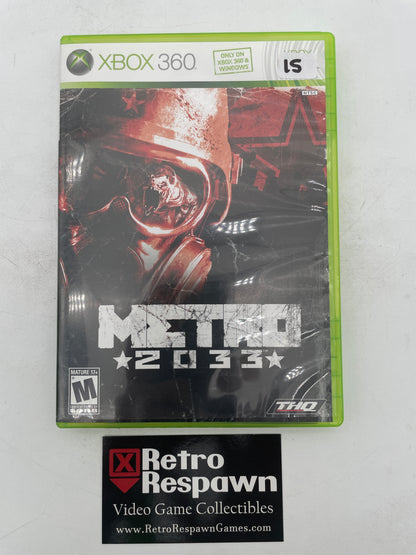 XBOX 360
ONLY ON
XBOX 360 &
WINDOWS
15
NTSC
METRO
2033
MATURE 17+
M
ESRB
THQ
Retro
Respawn
Video Game Collectibles
www.RetroRespawnGames.com